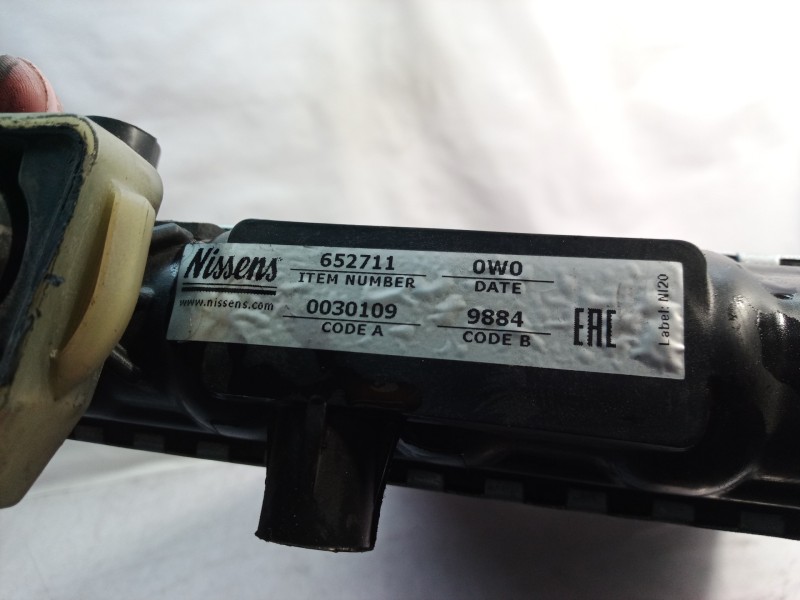 Nissens
www.nissens.com
652711
ITEM NUMBER
0W0
DATE
0030109
CODE A
9884
CODE B
EAC
Label: NI20